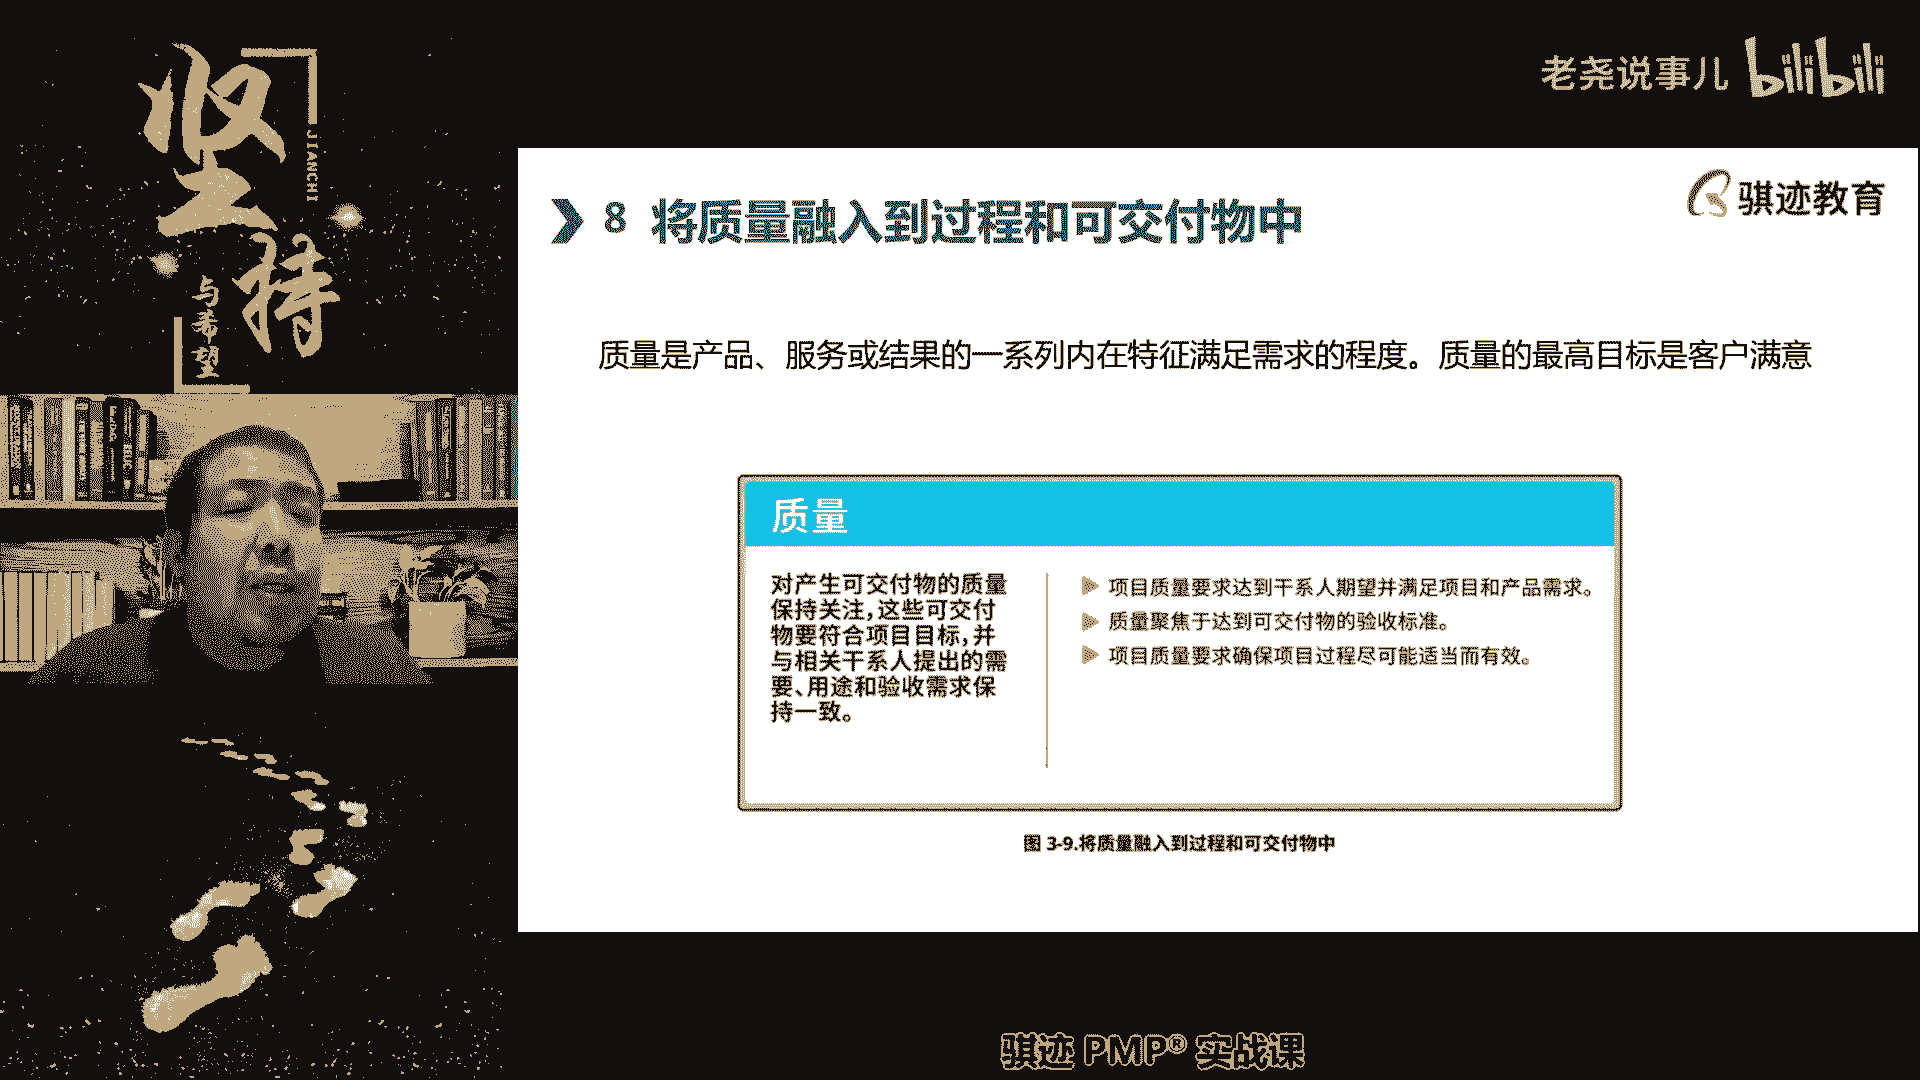 坚持
JIANCHI
与希望
老尧说事儿 bilibili
骐迹教育
8 将质量融入到过程和可交付物中
质量是产品、服务或结果的一系列内在特征满足需求的程度。质量的最高目标是客户满意
质量
对产生可交付物的质量
保持关注，这些可交付
物要符合项目目标，并
与相关干系人提出的需
要、用途和验收需求保
持一致。
项目质量要求达到干系人期望并满足项目和产品需求。
质量聚焦于达到可交付物的验收标准。
项目质量要求确保项目过程尽可能适当而有效。
图 3-9.将质量融入到过程和可交付物中
骐迹 PMP® 实战课